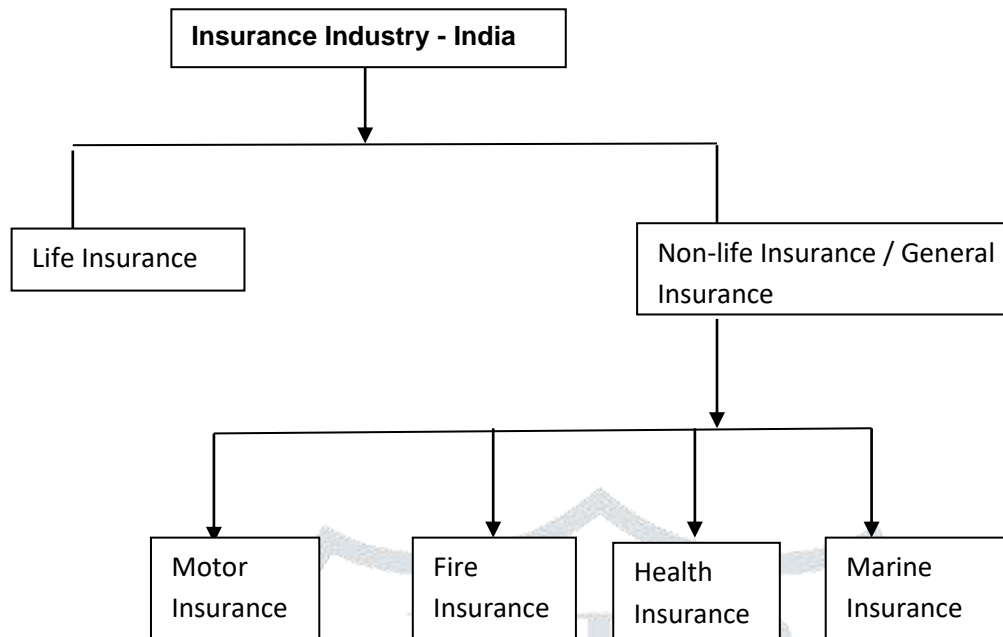 Insurance Industry - India
Life Insurance
Non-life Insurance / General
Insurance
Motor
Insurance
Fire
Insurance
Health
Insurance
Marine
Insurance